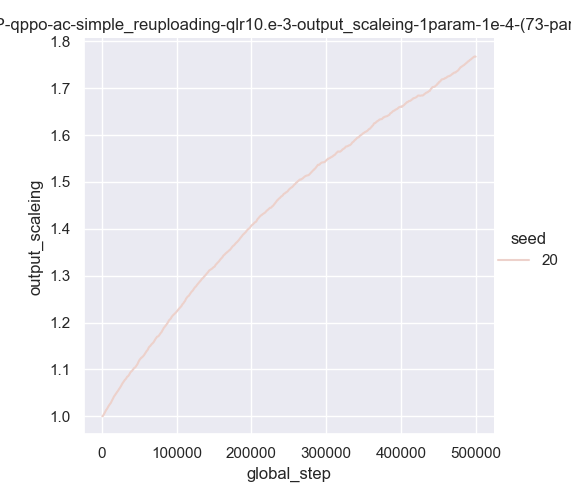 -qppo-ac-simple_reuploading-qlr10.e-3-output_scaleing-1param-1e-4-(73-par
1.8
1.7
1.6
1.5
1.4
1.3
1.2
1.1
1.0
output_scaleing
0 100000 200000 300000 400000 500000
global_step
seed
20